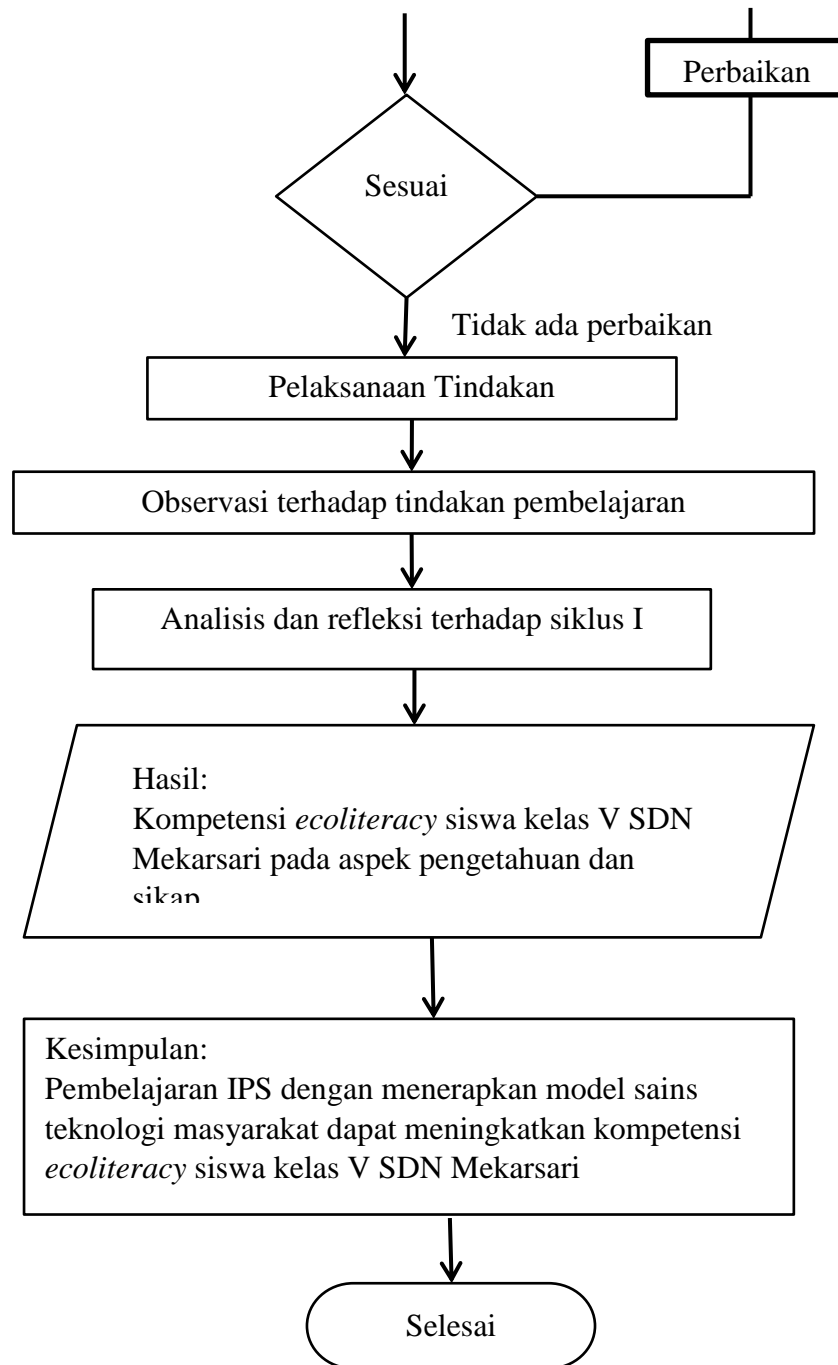 Perbaikan
Sesuai
Tidak ada perbaikan
Pelaksanaan Tindakan
Observasi terhadap tindakan pembelajaran
Analisis dan refleksi terhadap siklus I
Hasil:
Kompetensi ecoliteracy siswa kelas V SDN
Mekarsari pada aspek pengetahuan dan
sikap
Kesimpulan:
Pembelajaran IPS dengan menerapkan model sains
teknologi masyarakat dapat meningkatkan kompetensi
ecoliteracy siswa kelas V SDN Mekarsari
Selesai